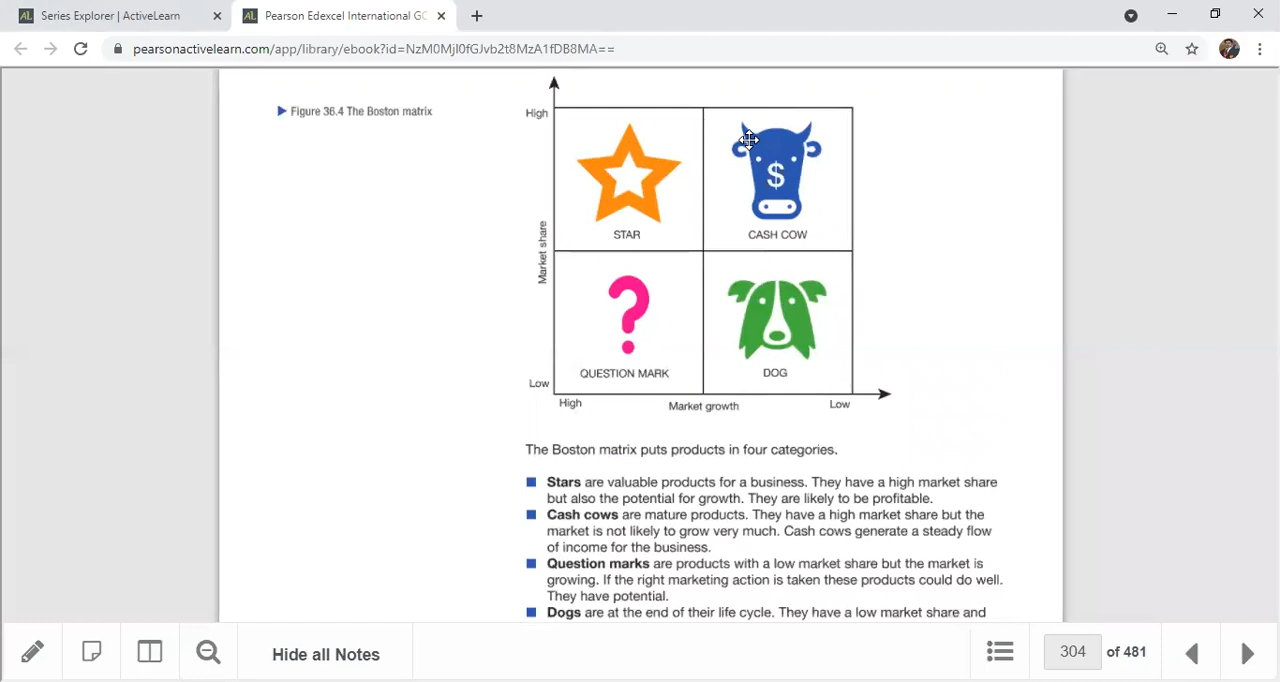 Series Explorer | ActiveLearn
Pearson Edexcel International GC
pearsonactivelearn.com/app/library/ebook?id=NzM0MjI0fGJvb2t8MzA1fDB8MA==
Figure 36.4 The Boston matrix
High
STAR
CASH COW
$
Market share
?
QUESTION MARK
DOG
Low
High
Market growth
Low
The Boston matrix puts products in four categories.
Stars are valuable products for a business. They have a high market share
but also the potential for growth. They are likely to be profitable.
Cash cows are mature products. They have a high market share but the
market is not likely to grow very much. Cash cows generate a steady flow
of income for the business.
Question marks are products with a low market share but the market is
growing. If the right marketing action is taken these products could do well.
They have potential.
Dogs are at the end of their life cycle. They have a low market share and
Hide all Notes
304 of 481